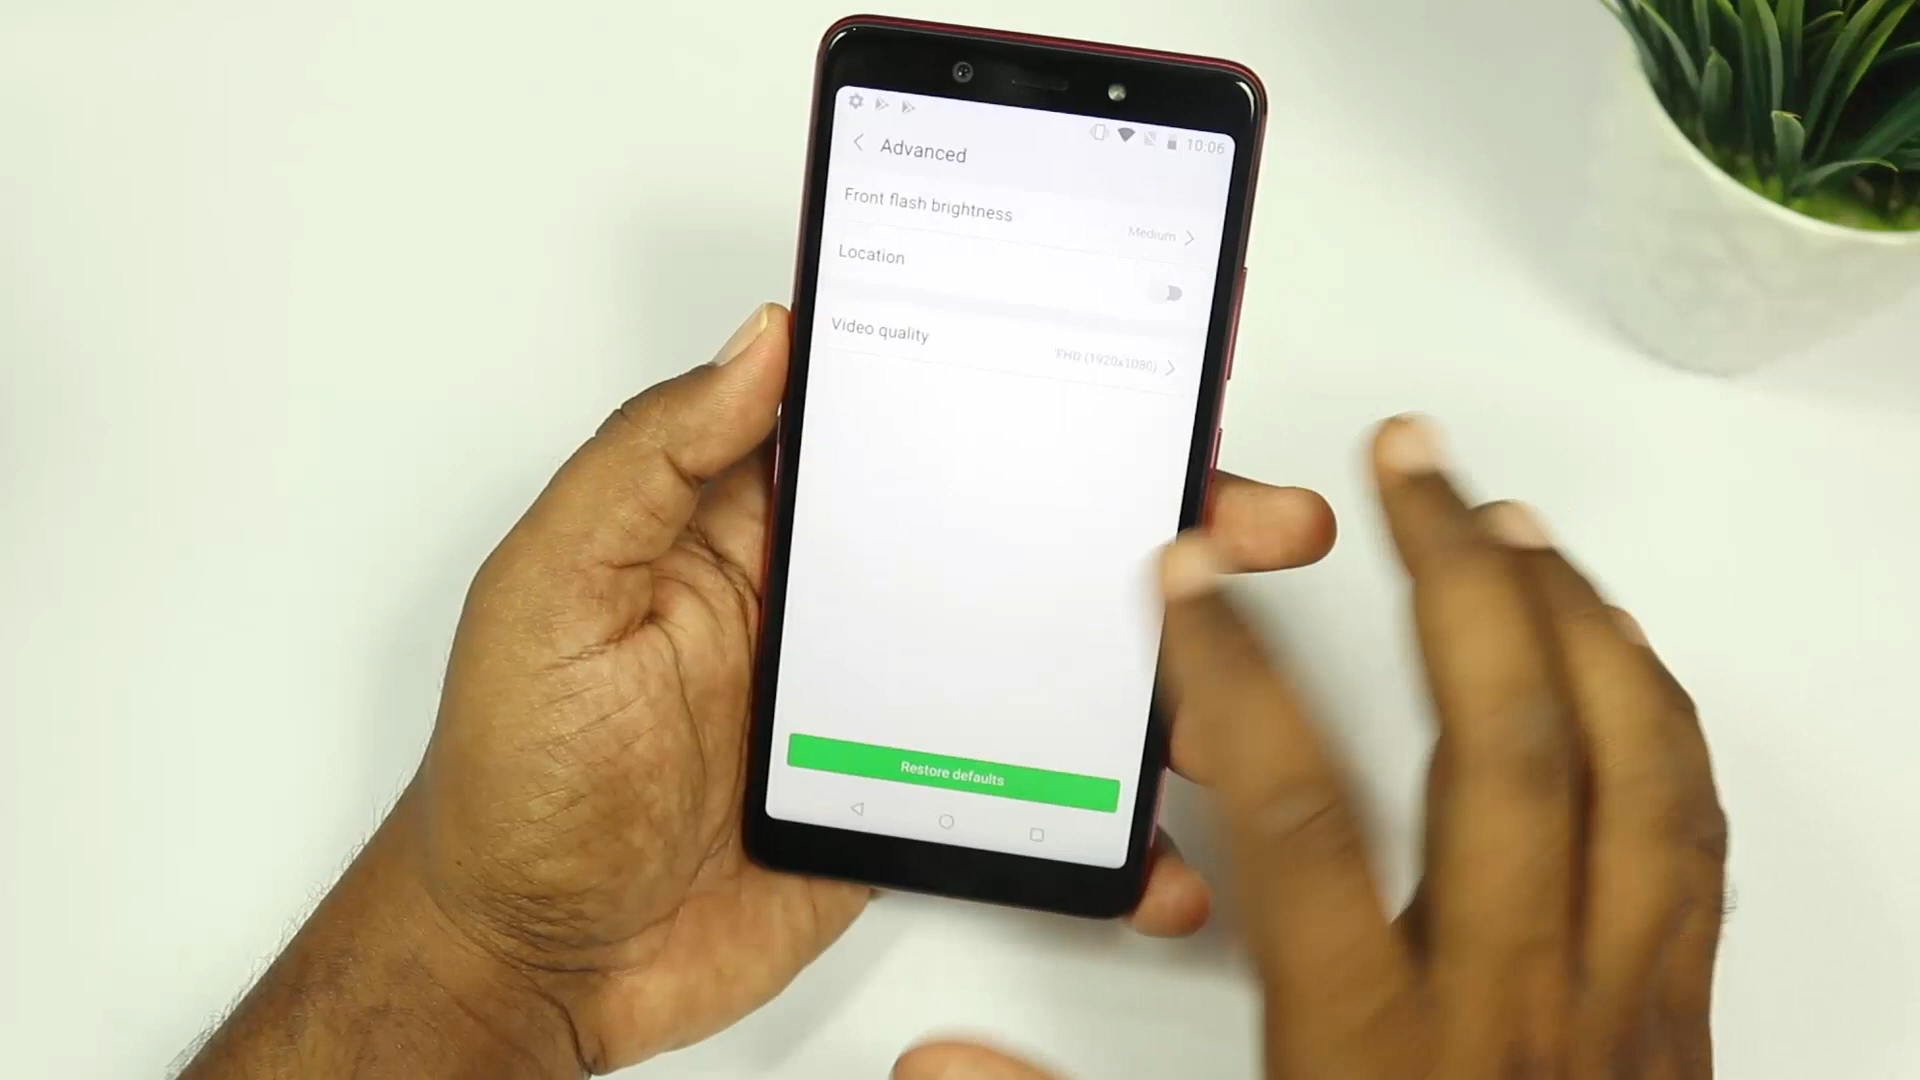 10:06
Advanced
Front flash brightness
Medium
Location
Video quality
FHD (1920x1080)
Restore defaults